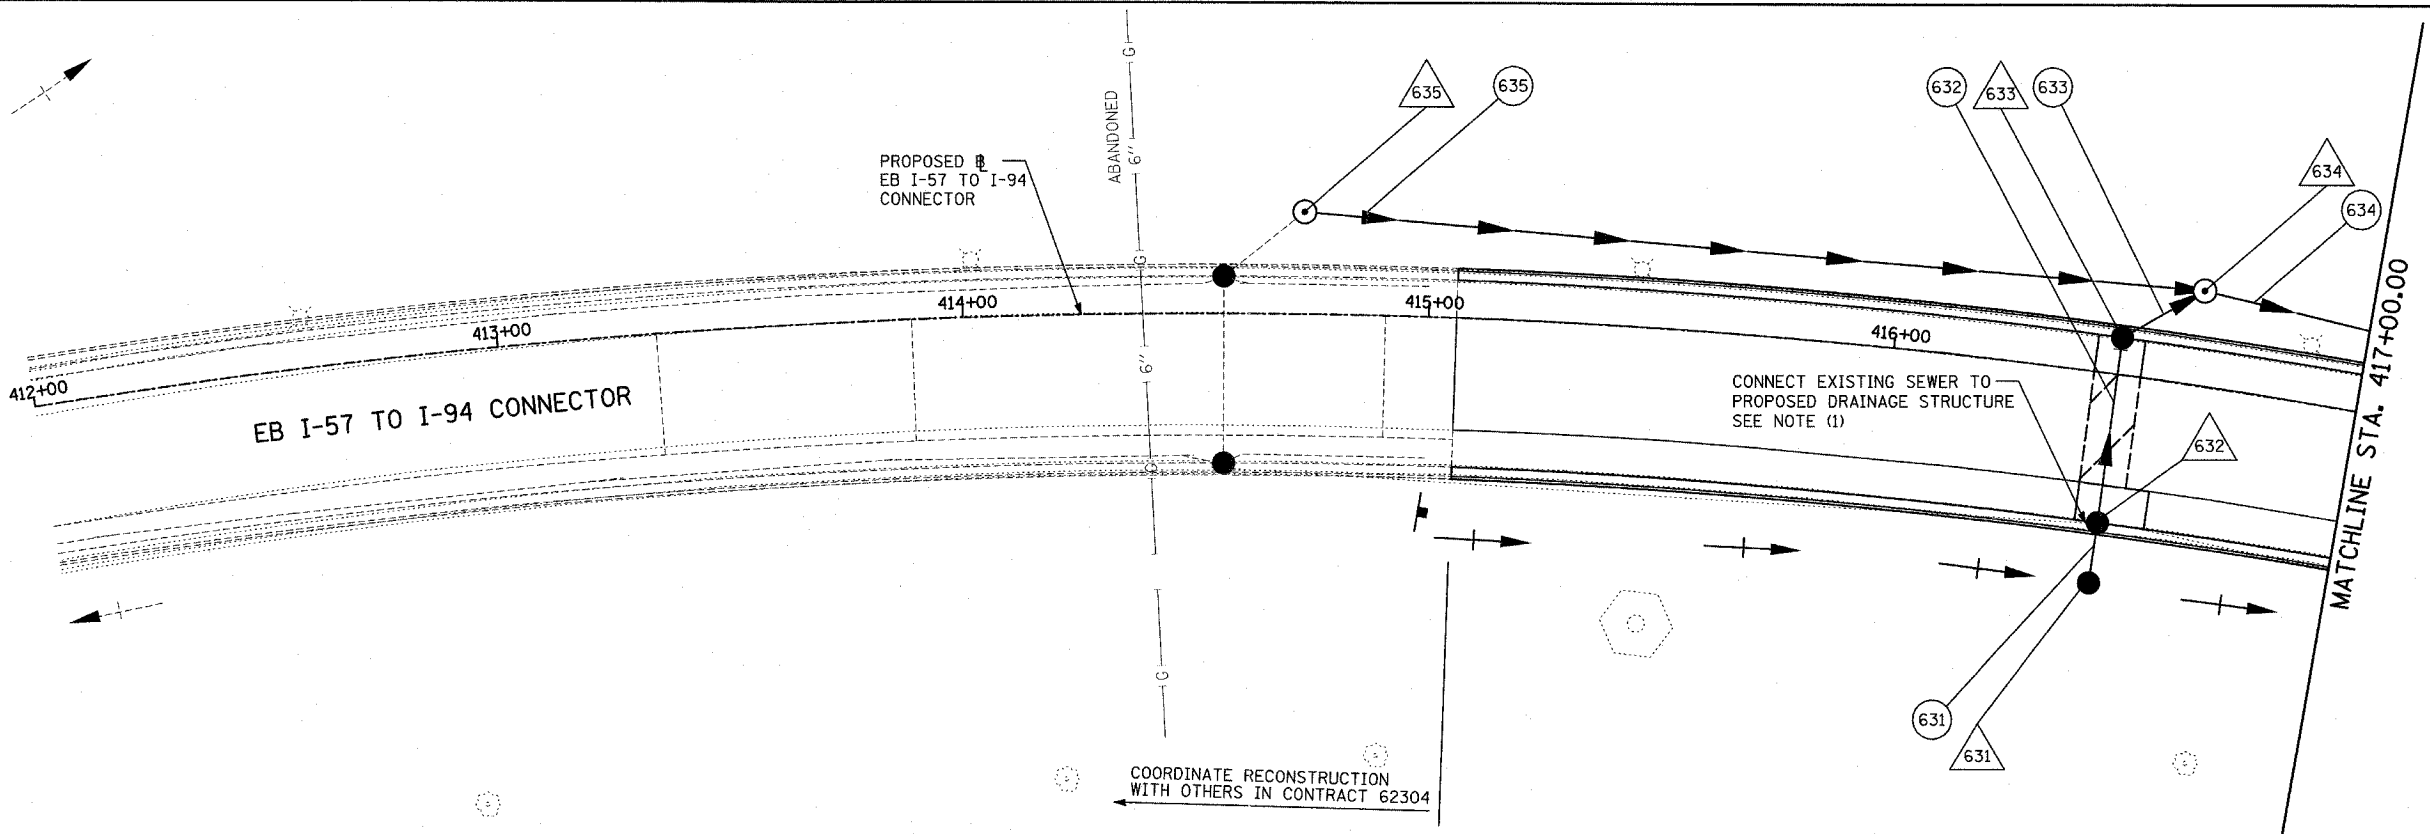 G
ABANDONED
6"
635
635
632
633
633
634
634
PROPOSED ⅊
EB I-57 TO I-94
CONNECTOR
G
412+00
413+00
414+00
415+00
416+00
6"
EB I-57 TO I-94 CONNECTOR
CONNECT EXISTING SEWER TO
PROPOSED DRAINAGE STRUCTURE
SEE NOTE (1)
632
G
MATCHLINE STA. 417+00.00
G
631
631
COORDINATE RECONSTRUCTION
WITH OTHERS IN CONTRACT 62304